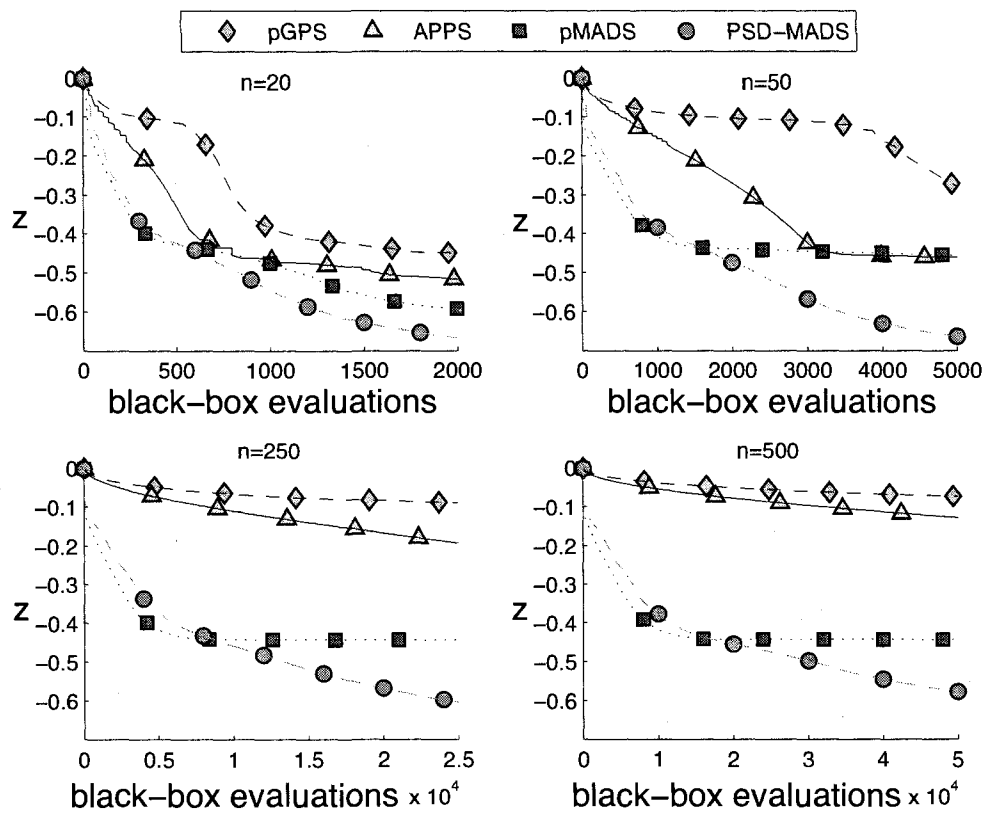 pGPS APPS pMADS PSD-MADS
n=20
0
−0.1
−0.2
−0.3
−0.4
−0.5
−0.6
z
0 500 1000 1500 2000
black−box evaluations
n=50
0
−0.1
−0.2
−0.3
−0.4
−0.5
−0.6
z
0 1000 2000 3000 4000 5000
black−box evaluations
n=250
0
−0.1
−0.2
−0.3
−0.4
−0.5
−0.6
z
0 0.5 1 1.5 2 2.5
black−box evaluations × 10⁴
n=500
0
−0.1
−0.2
−0.3
−0.4
−0.5
−0.6
z
0 1 2 3 4 5
black−box evaluations × 10⁴